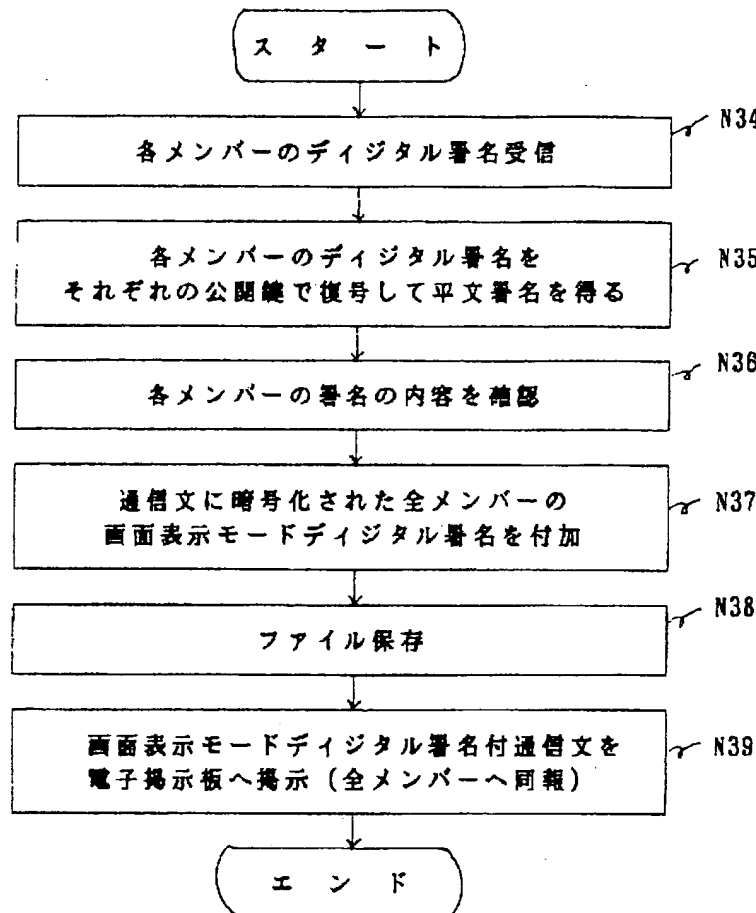 スタート
N34
各メンバーのディジタル署名受信
N35
各メンバーのディジタル署名を
それぞれの公開鍵で復号して平文署名を得る
N36
各メンバーの署名の内容を確認
N37
通信文に暗号化された全メンバーの
画面表示モードディジタル署名を付加
N38
ファイル保存
N39
画面表示モードディジタル署名付通信文を
電子掲示板へ掲示（全メンバーへ同報）
エンド